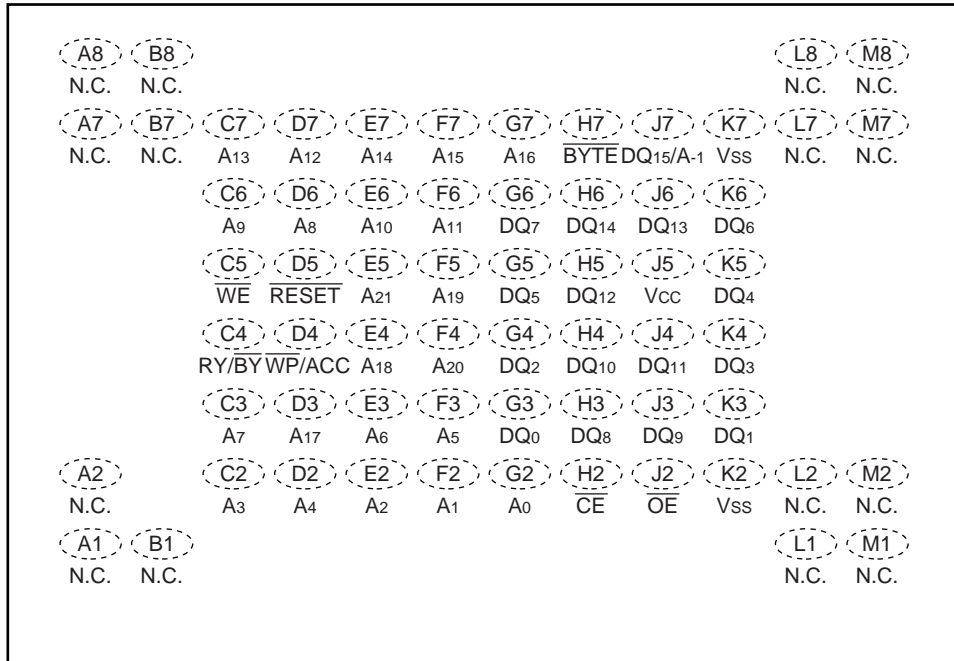 A8 B8 L8 M8
N.C. N.C. N.C. N.C.
A7 B7 C7 D7 E7 F7 G7 H7 J7 K7 L7 M7
N.C. N.C. A13 A12 A14 A15 A16 BYTE DQ15/A-1 VSS N.C. N.C.
C6 D6 E6 F6 G6 H6 J6 K6
A9 A8 A10 A11 DQ7 DQ14 DQ13 DQ6
C5 D5 E5 F5 G5 H5 J5 K5
WE RESET A21 A19 DQ5 DQ12 VCC DQ4
C4 D4 E4 F4 G4 H4 J4 K4
RY/BY WP/ACC A18 A20 DQ2 DQ10 DQ11 DQ3
C3 D3 E3 F3 G3 H3 J3 K3
A7 A17 A6 A5 DQ0 DQ8 DQ9 DQ1
A2 C2 D2 E2 F2 G2 H2 J2 K2 L2 M2
N.C. A3 A4 A2 A1 A0 CE OE VSS N.C. N.C.
A1 B1 L1 M1
N.C. N.C. N.C. N.C.